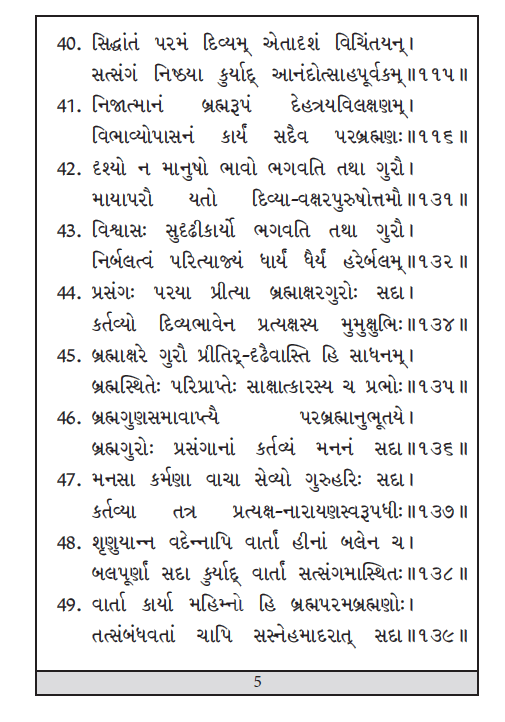 40. સિદ્ધાંતં પરમં દિવ્યમ્ એતાદૃશં વિચિંતયન્।
સત્સંગં નિષ્ઠયા કુર્યાદ્ આનંદોત્સાહપૂર્વકમ્॥૧૧૫॥
41. નિજાત્માનં બ્રહ્મરૂપં દેહત્રયવિલક્ષણમ્।
વિભાવ્યોપાસનં કાર્યં સદૈવ પરબ્રહ્મણઃ॥૧૧૬॥
42. દૃશ્યો ન માનુષો ભાવો ભગવતિ તથા ગુરૌ।
માયાપરૌ યતો દિવ્યા-વક્ષરપુરુષોત્તમૌ॥૧૩૧॥
43. વિશ્વાસઃ સુદૃઢીકાર્યો ભગવતિ તથા ગુરૌ।
નિર્બલત્વં પરિત્યાજ્યં ધાર્યં ધૈર્યં હરેર્બલમ્॥૧૩૨॥
44. પ્રસંગઃ પરયા પ્રીત્યા બ્રહ્માક્ષરગુરોઃ સદા।
કર્તવ્યો દિવ્યભાવેન પ્રત્યક્ષસ્ય મુમુક્ષુભિઃ॥૧૩૪॥
45. બ્રહ્માક્ષરે ગુરૌ પ્રીતિર્-દૃઢૈવાસ્તિ હિ સાધનમ્।
બ્રહ્મસ્થિતેઃ પરિપ્રાપ્તેઃ સાક્ષાત્કારસ્ય ચ પ્રભોઃ॥૧૩૫॥
46. બ્રહ્મગુણસમાવાપ્ત્યૈ પરબ્રહ્માનુભૂતયે।
બ્રહ્મગુરોઃ પ્રસંગાનાં કર્તવ્યં મનનં સદા॥૧૩૬॥
47. મનસા કર્મણા વાચા સેવ્યો ગુરુહરિઃ સદા।
કર્તવ્યા તત્ર પ્રત્યક્ષ-નારાયણસ્વરૂપધીઃ॥૧૩૭॥
48. શૃણુયાન્ન વદેન્નાપિ વાર્તાં હીનાં બલેન ચ।
બલપૂર્ણાં સદા કુર્યાદ્ વાર્તાં સત્સંગમાસ્થિતઃ॥૧૩૮॥
49. વાર્તા કાર્યા મહિમ્નો હિ બ્રહ્મપરમબ્રહ્મણોઃ।
તત્સંબંધવતાં ચાપિ સસ્નેહમાદરાત્ સદા॥૧૩૯॥
5